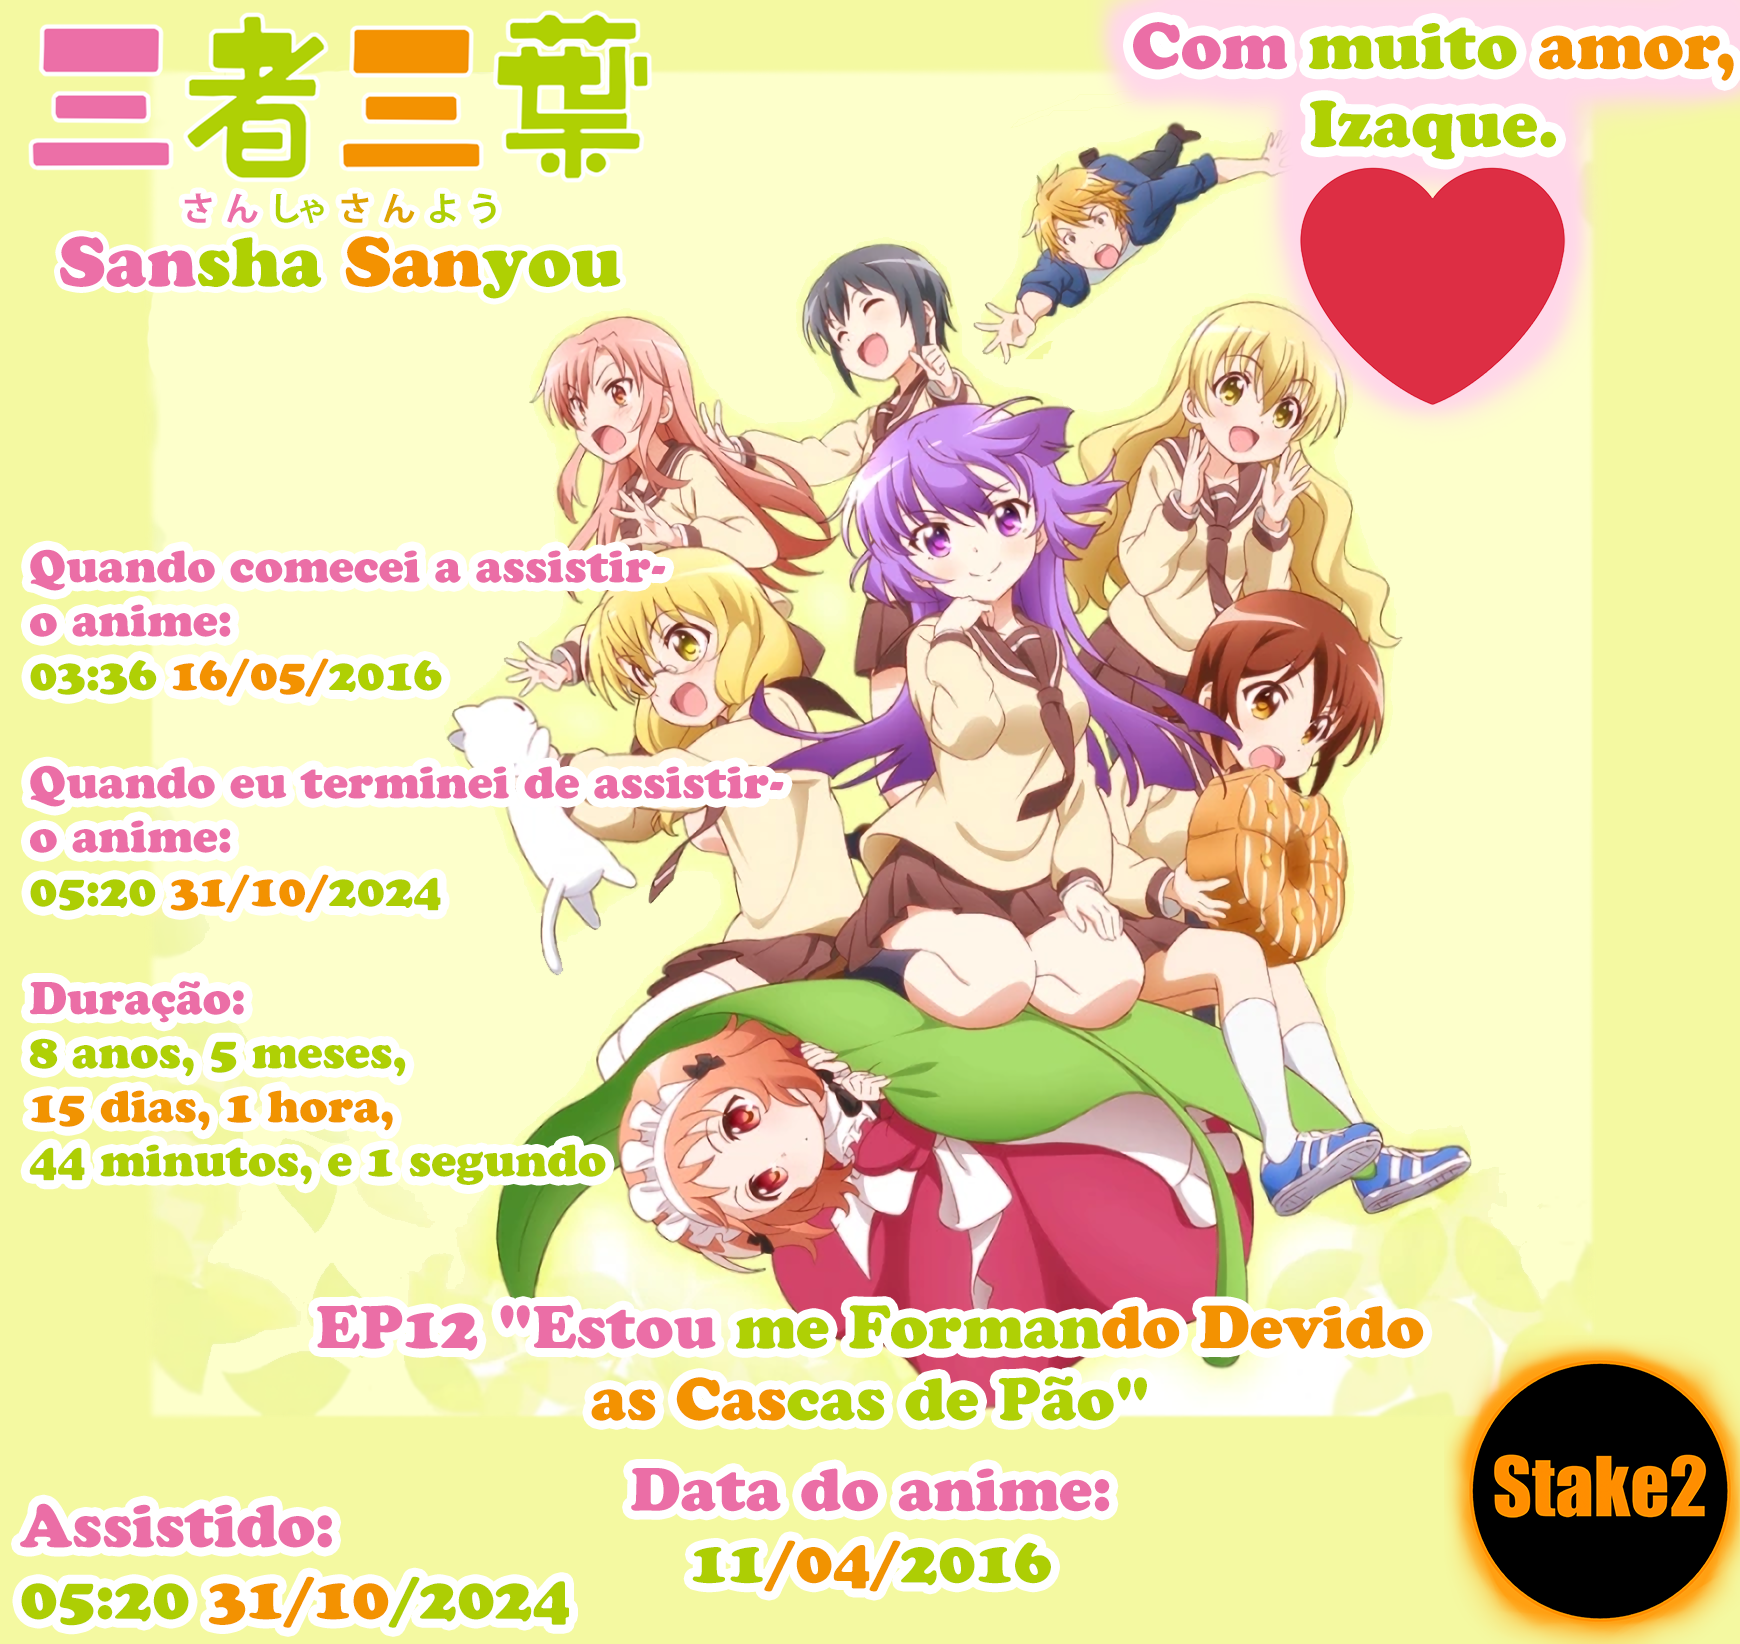 三者三葉
さんしゃさんよう
Sansha Sanyou
Com muito amor,
Izaque.
Quando comecei a assistir-
o anime:
03:36 16/05/2016
Quando eu terminei de assistir-
o anime:
05:20 31/10/2024
Duração:
8 anos, 5 meses,
15 dias, 1 hora,
44 minutos, e 1 segundo
EP12 "Estou me Formando Devido
as Cascas de Pão"
Data do anime:
11/04/2016
Assistido:
05:20 31/10/2024
Stake2